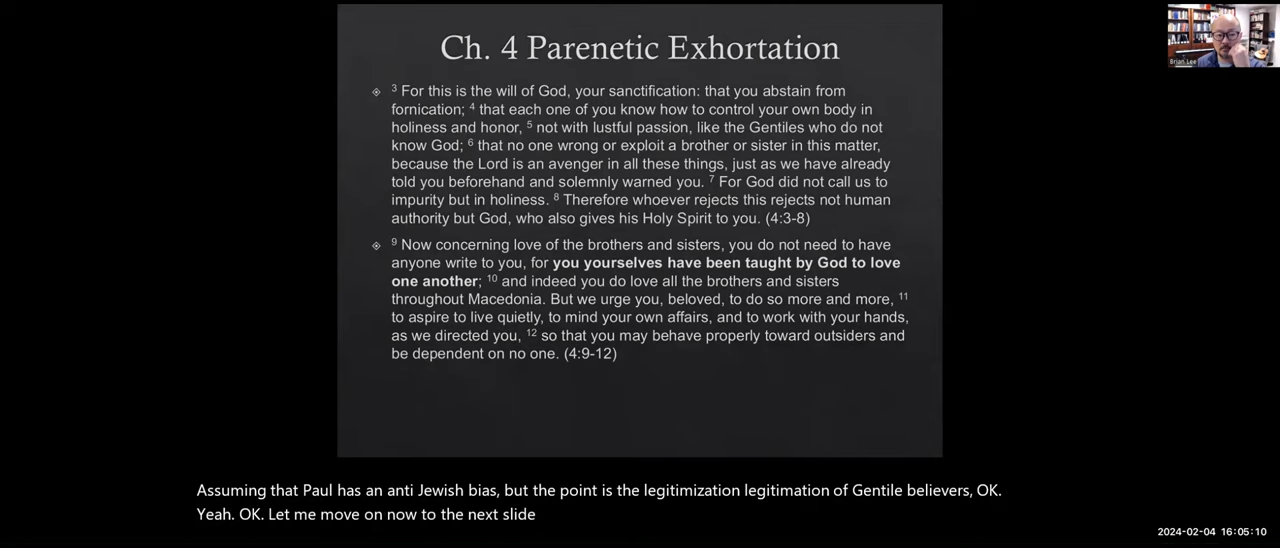 Ch. 4 Parenetic Exhortation
3 For this is the will of God, your sanctification: that you abstain from
fornication; 4 that each one of you know how to control your own body in
holiness and honor, 5 not with lustful passion, like the Gentiles who do not
know God; 6 that no one wrong or exploit a brother or sister in this matter,
because the Lord is an avenger in all these things, just as we have already
told you beforehand and solemnly warned you. 7 For God did not call us to
impurity but in holiness. 8 Therefore whoever rejects this rejects not human
authority but God, who also gives his Holy Spirit to you. (4:3-8)
9 Now concerning love of the brothers and sisters, you do not need to have
anyone write to you, for you yourselves have been taught by God to love
one another; 10 and indeed you do love all the brothers and sisters
throughout Macedonia. But we urge you, beloved, to do so more and more, 11
to aspire to live quietly, to mind your own affairs, and to work with your hands,
as we directed you, 12 so that you may behave properly toward outsiders and
be dependent on no one. (4:9-12)
Brian Lee
Assuming that Paul has an anti Jewish bias, but the point is the legitimization legitimation of Gentile believers, OK.
Yeah. OK. Let me move on now to the next slide
2024-02-04 16:05:10